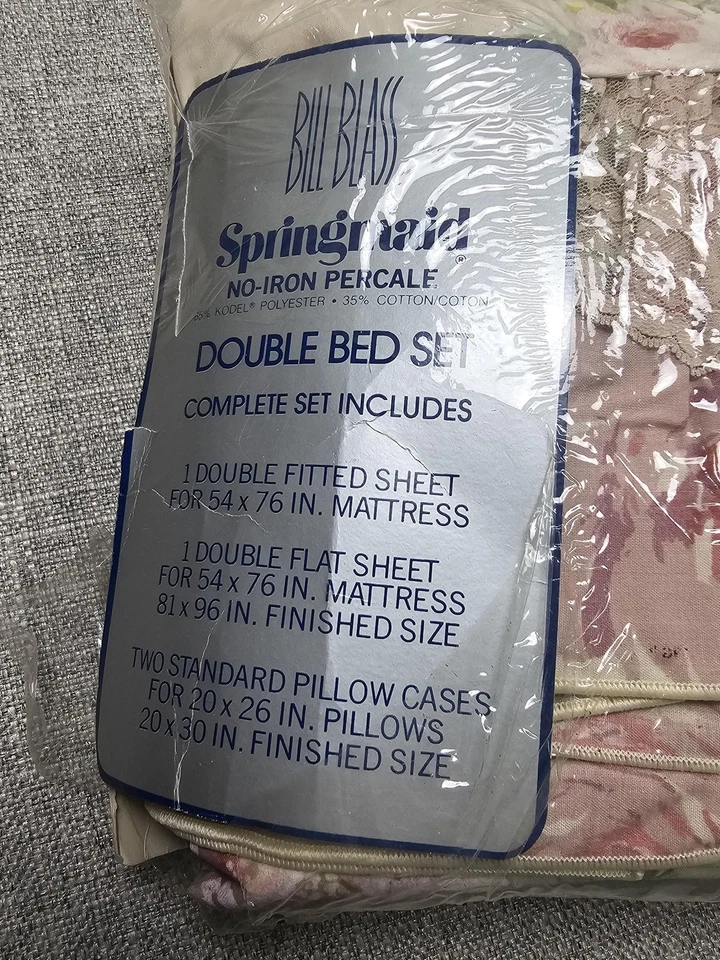 BILL BLASS
Springmaid®
NO-IRON PERCALE
65% KODEL® POLYESTER • 35% COTTON/COTON
DOUBLE BED SET
COMPLETE SET INCLUDES
1 DOUBLE FITTED SHEET
FOR 54 x 76 IN. MATTRESS
1 DOUBLE FLAT SHEET
FOR 54 x 76 IN. MATTRESS
81 x 96 IN. FINISHED SIZE
TWO STANDARD PILLOW CASES
FOR 20 x 26 IN. PILLOWS
20 x 30 IN. FINISHED SIZE